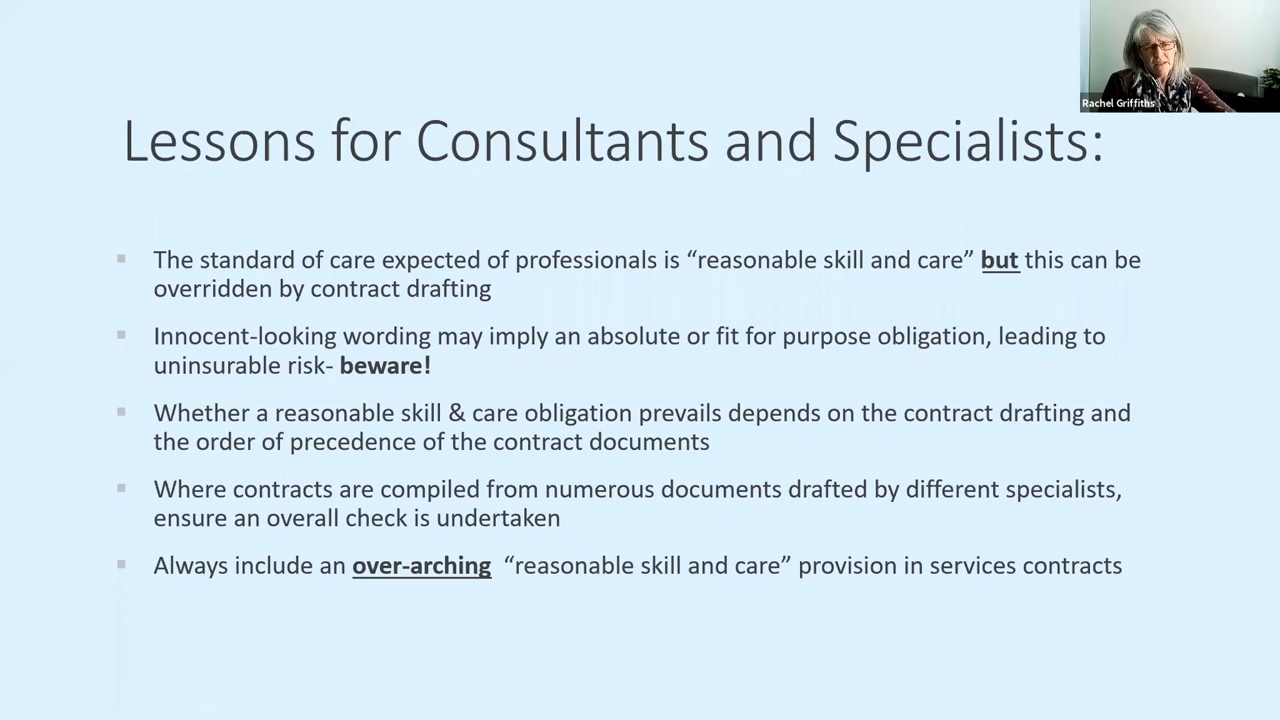 Rachel Griffiths
Lessons for Consultants and Specialists:
▪ The standard of care expected of professionals is “reasonable skill and care” but this can be
overridden by contract drafting
▪ Innocent-looking wording may imply an absolute or fit for purpose obligation, leading to
uninsurable risk- beware!
▪ Whether a reasonable skill & care obligation prevails depends on the contract drafting and
the order of precedence of the contract documents
▪ Where contracts are compiled from numerous documents drafted by different specialists,
ensure an overall check is undertaken
▪ Always include an over-arching “reasonable skill and care” provision in services contracts